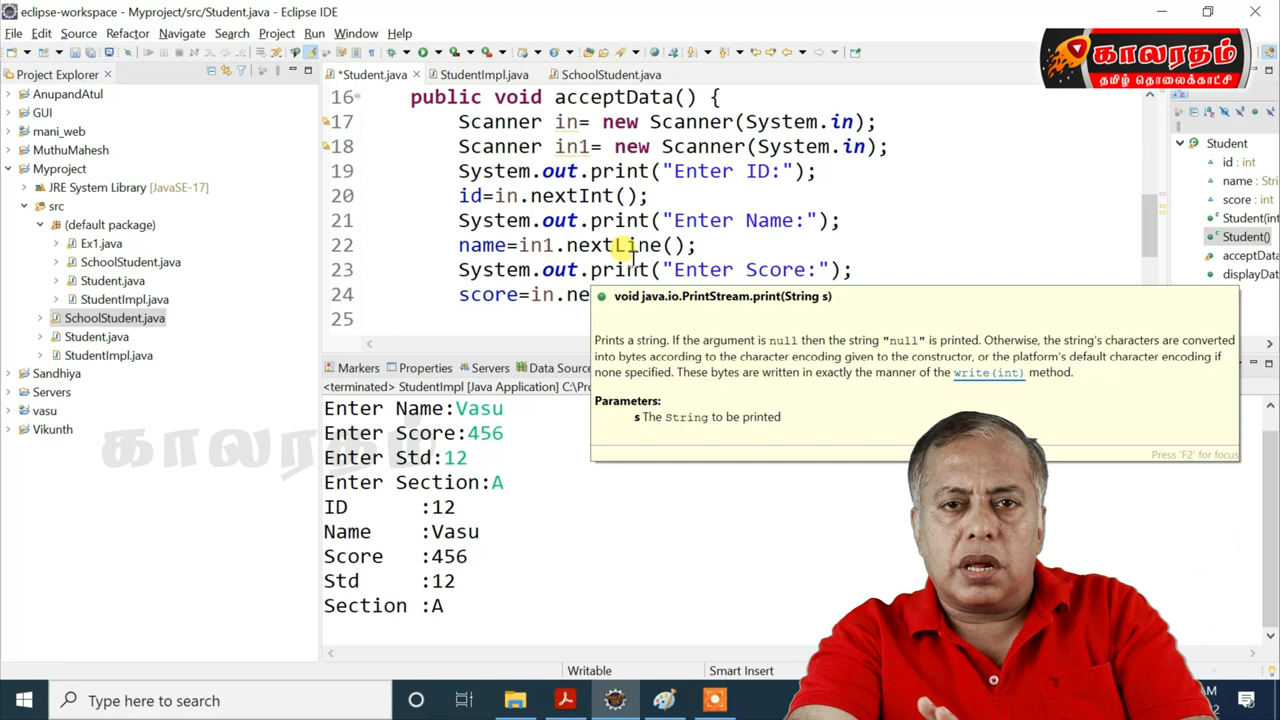 eclipse-workspace - Myproject/src/Student.java - Eclipse IDE
காலரதம்
தமிழ் தொலைக்காட்சி
File Edit Source Refactor Navigate Search Project Run Window Help
Project Explorer
*Student.java
StudentImpl.java
SchoolStudent.java
AnupandAtul
GUI
mani_web
MuthuMahesh
Myproject
JRE System Library [JavaSE-17]
src
(default package)
Ex1.java
SchoolStudent.java
Student.java
StudentImpl.java
SchoolStudent.java
Student.java
StudentImpl.java
Sandhiya
Servers
vasu
Vikunth
16 public void acceptData() {
17 Scanner in= new Scanner(System.in);
18 Scanner in1= new Scanner(System.in);
19 System.out.print("Enter ID:");
20 id=in.nextInt();
21 System.out.print("Enter Name:");
22 name=in1.nextLine();
23 System.out.print("Enter Score:");
24 score=in.ne
25
void java.io.PrintStream.print(String s)
Prints a string. If the argument is null then the string "null" is printed. Otherwise, the string's characters are converted
into bytes according to the character encoding given to the constructor, or the platform's default character encoding if
none specified. These bytes are written in exactly the manner of the write(int) method.
Parameters:
s The String to be printed
Press 'F2' for focus
Student
id : int
name : Stri
score : int
Student(int
Student()
acceptData
displayData
Markers Properties Servers Data Source
<terminated> StudentImpl [Java Application] C:\Pro
Enter Name:Vasu
Enter Score:456
Enter Std:12
Enter Section:A
ID :12
Name :Vasu
Score :456
Std :12
Section :A
காலரதம்
Writable
Smart Insert
Type here to search